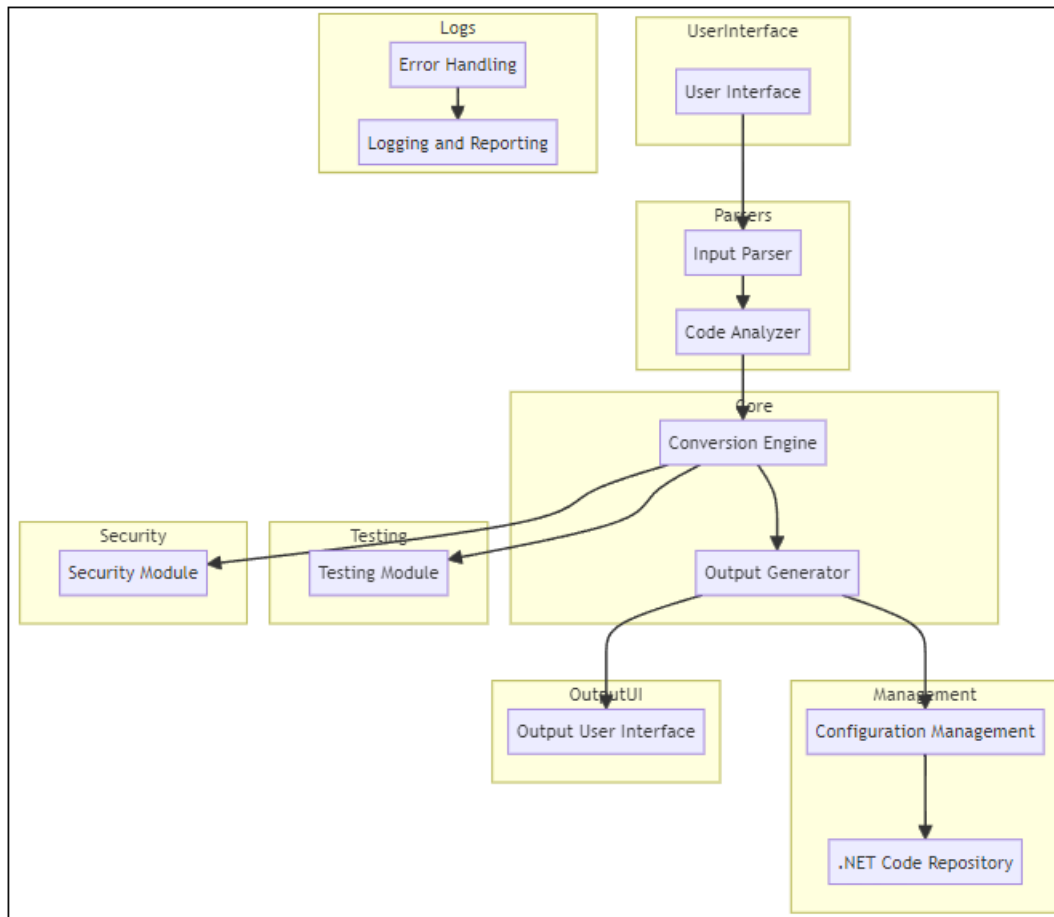 Logs
Error Handling
Logging and Reporting
UserInterface
User Interface
Parsers
Input Parser
Code Analyzer
Core
Conversion Engine
Security
Security Module
Testing
Testing Module
Output Generator
OutputUI
Output User Interface
Management
Configuration Management
.NET Code Repository